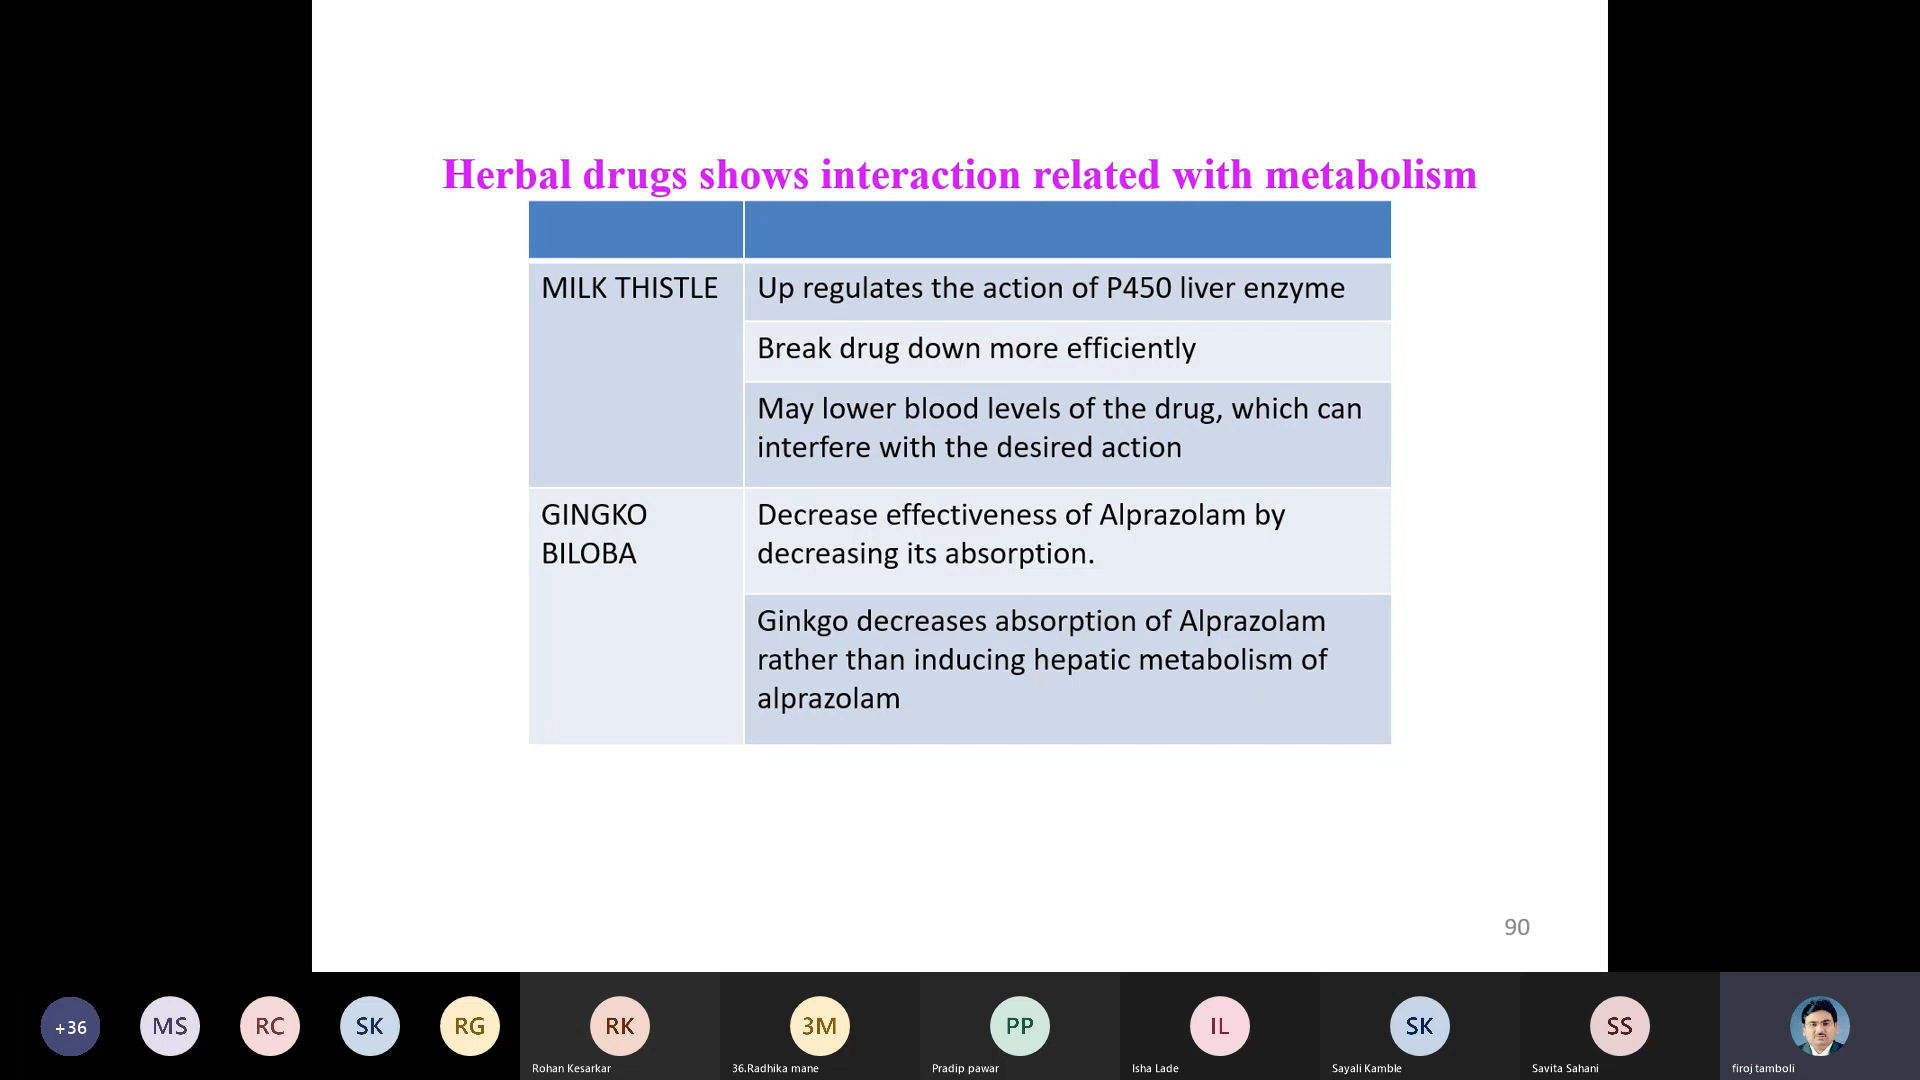 Herbal drugs shows interaction related with metabolism
MILK THISTLE
Up regulates the action of P450 liver enzyme
Break drug down more efficiently
May lower blood levels of the drug, which can
interfere with the desired action
GINGKO
BILOBA
Decrease effectiveness of Alprazolam by
decreasing its absorption.
Ginkgo decreases absorption of Alprazolam
rather than inducing hepatic metabolism of
alprazolam
90
+36
MS
RC
SK
RG
RK
Rohan Kesarkar
3M
36.Radhika mane
PP
Pradip pawar
IL
Isha Lade
SK
Sayali Kamble
SS
Savita Sahani
firoj tamboli